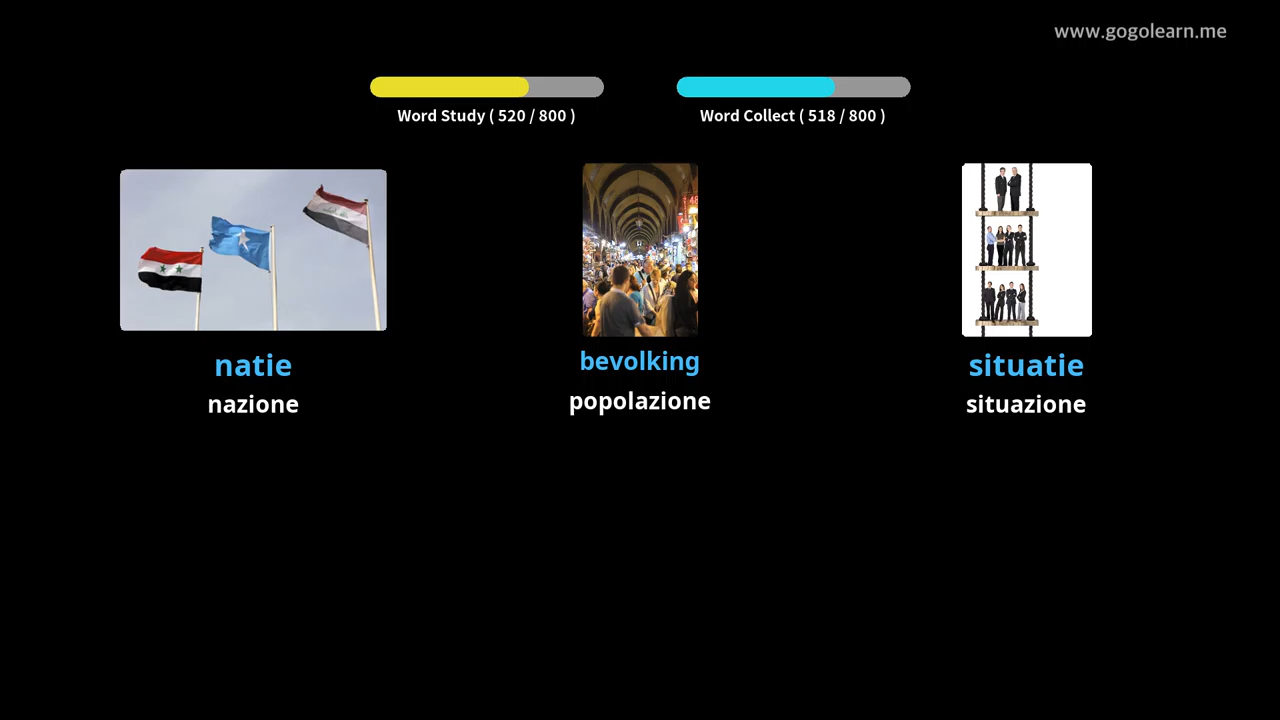 www.gogolearn.me
Word Study ( 520 / 800 )
Word Collect ( 518 / 800 )
natie
nazione
bevolking
popolazione
situatie
situazione